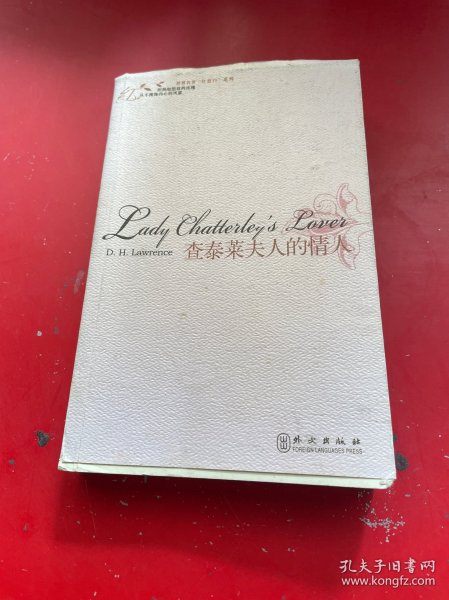 Lady Chatterley's Lover
D. H. Lawrence
查泰莱夫人的情人
外文出版社
FOREIGN LANGUAGES PRESS
孔夫子旧书网
www.kongfz.com